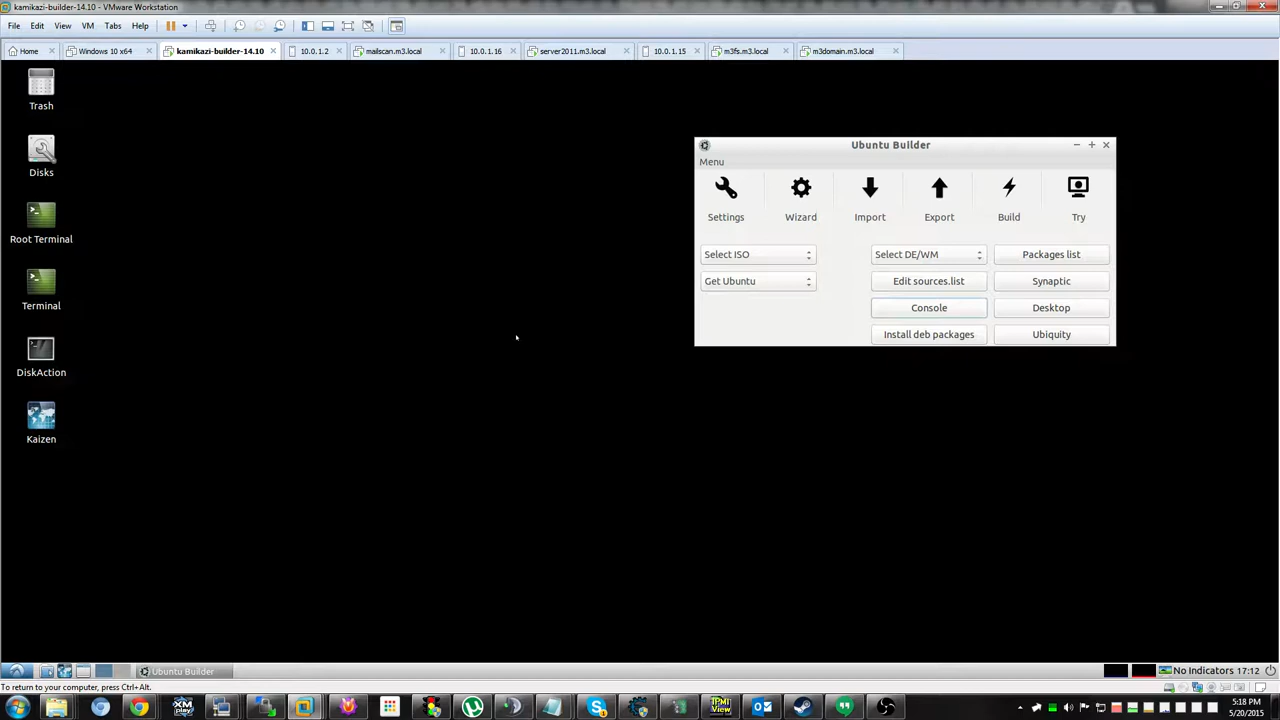 kamikazi-builder-14.10 - VMware Workstation
File Edit View VM Tabs Help
Home Windows 10 x64 kamikazi-builder-14.10 10.0.1.2 mailscan.m3.local 10.0.1.16 server2011.m3.local 10.0.1.15 m3fs.m3.local m3domain.m3.local
Trash
Disks
Root Terminal
Terminal
DiskAction
Kaizen
Ubuntu Builder
Menu
Settings Wizard Import Export Build Try
Select ISO Select DE/WM Packages list
Get Ubuntu Edit sources.list Synaptic
Console Desktop
Install deb packages Ubiquity
Ubuntu Builder No Indicators 17:12
To return to your computer, press Ctrl+Alt.
XM play IPMI View
5:18 PM
5/20/2015